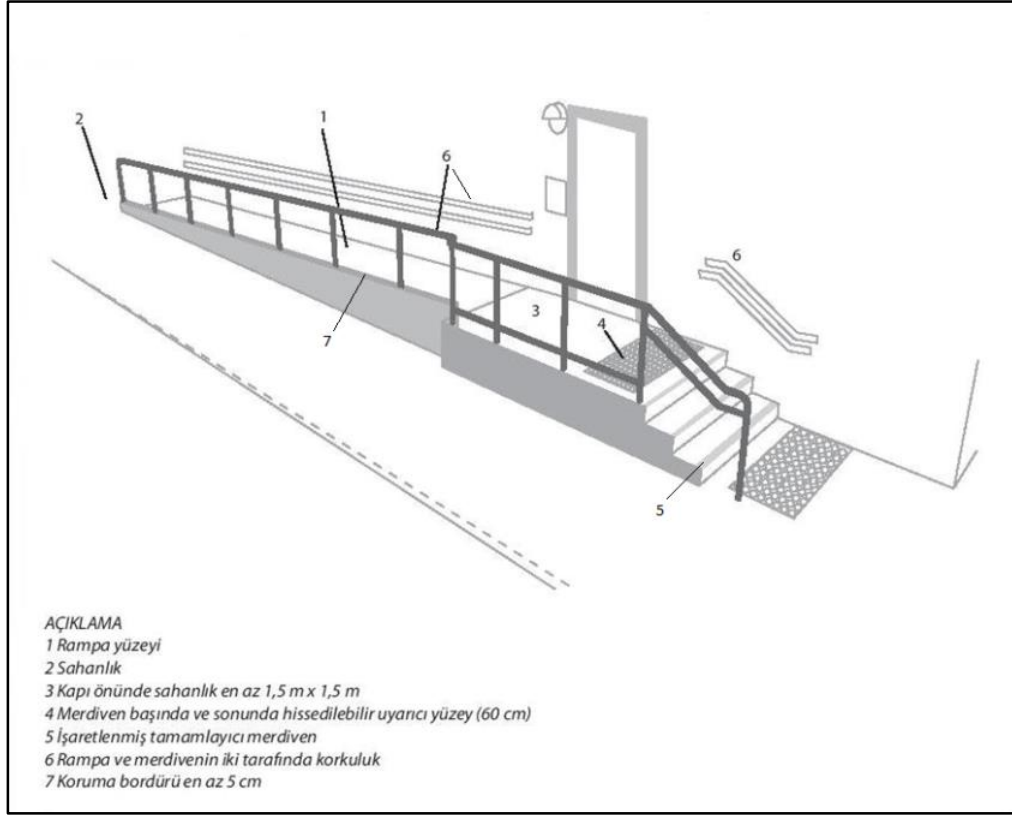 2
1
6
6
3
4
7
5
AÇIKLAMA
1 Rampa yüzeyi
2 Sahanlık
3 Kapı önünde sahanlık en az 1,5 m x 1,5 m
4 Merdiven başında ve sonunda hissedilebilir uyarıcı yüzey (60 cm)
5 İşaretlenmiş tamamlayıcı merdiven
6 Rampa ve merdivenin iki tarafında korkuluk
7 Koruma bordürü en az 5 cm